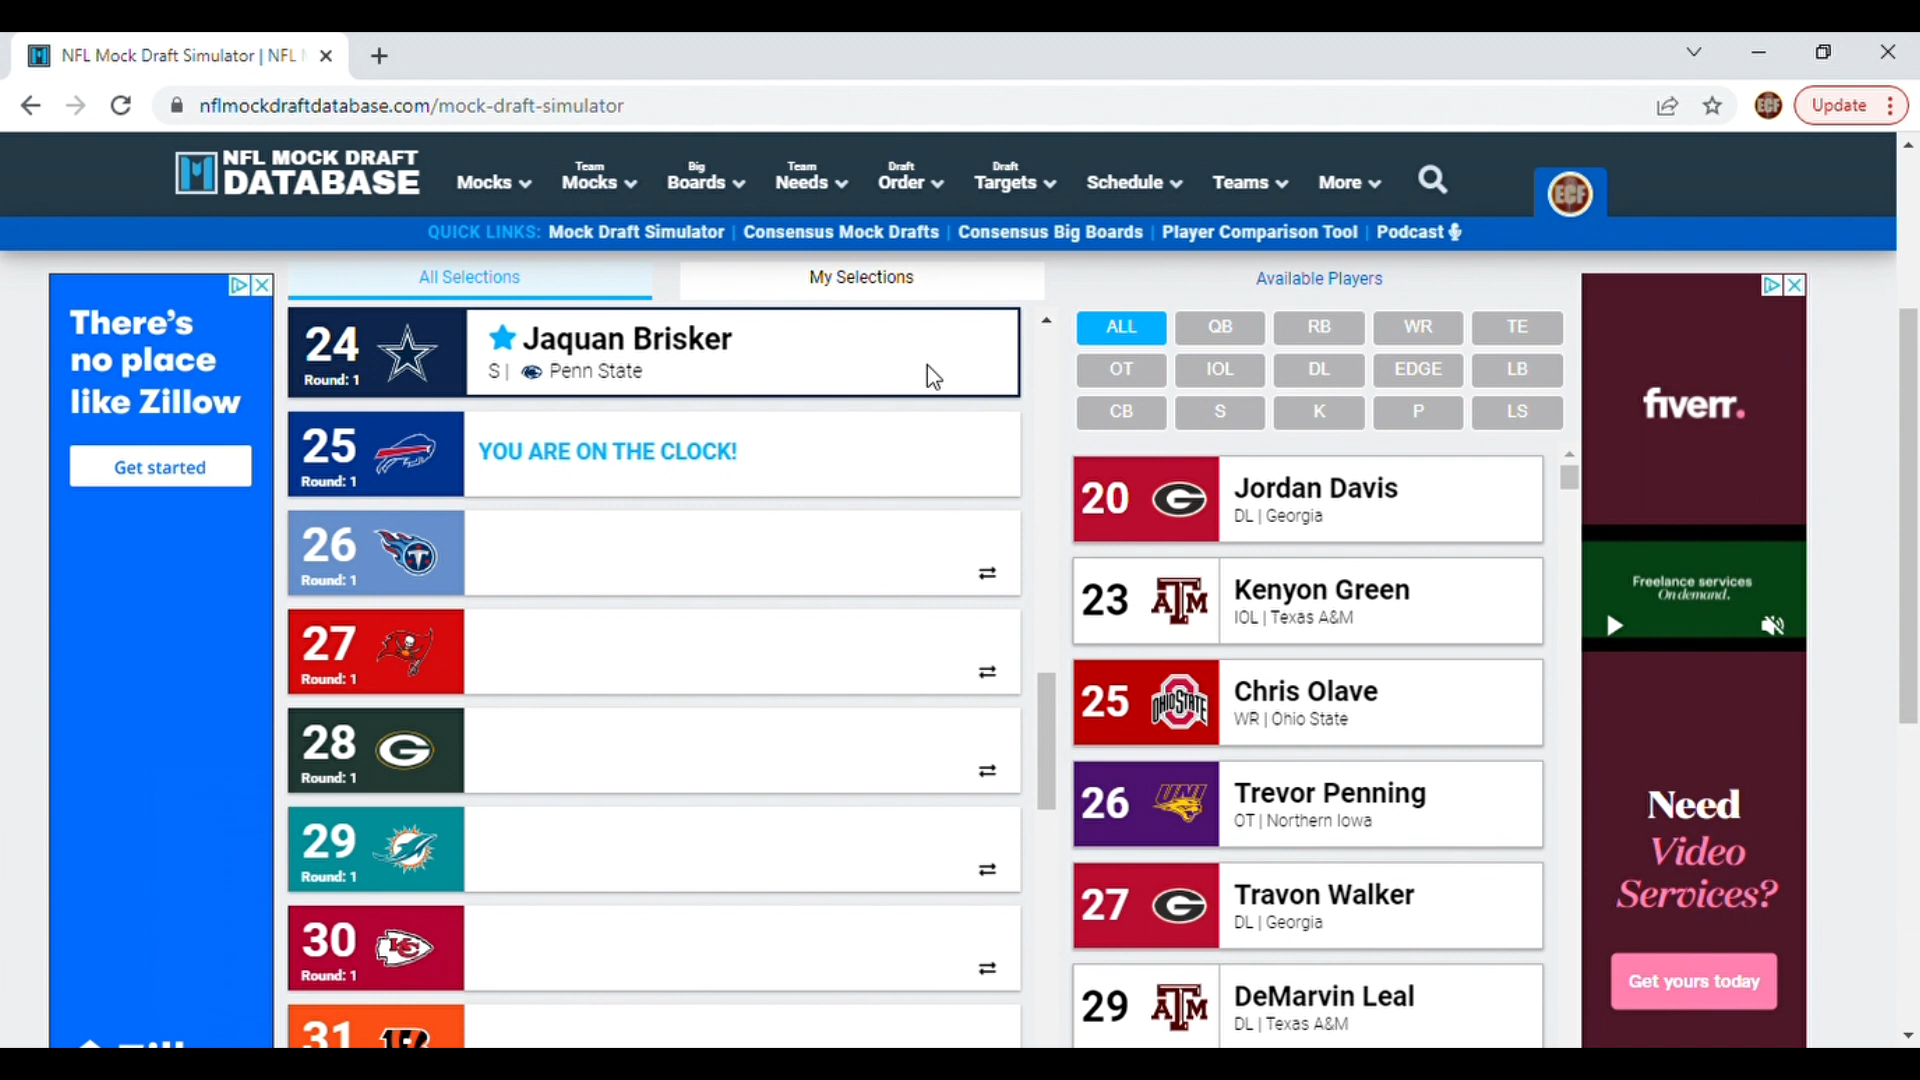 NFL Mock Draft Simulator | NFL
nflmockdraftdatabase.com/mock-draft-simulator
ECF
Update
NFL MOCK DRAFT
DATABASE
Mocks
Team
Mocks
Big
Boards
Team
Needs
Draft
Order
Draft
Targets
Schedule
Teams
More
ECF
QUICK LINKS: Mock Draft Simulator | Consensus Mock Drafts | Consensus Big Boards | Player Comparison Tool | Podcast
All Selections
My Selections
Available Players
There's
no place
like Zillow
Get started
24
Round: 1
Jaquan Brisker
S | Penn State
25
Round: 1
YOU ARE ON THE CLOCK!
26
Round: 1
27
Round: 1
28
Round: 1
29
Round: 1
30
Round: 1
31
ALL
QB
RB
WR
TE
OT
IOL
DL
EDGE
LB
CB
S
K
P
LS
20
Jordan Davis
DL | Georgia
23
Kenyon Green
IOL | Texas A&M
25
OHIO STATE
Chris Olave
WR | Ohio State
26
UNI
Trevor Penning
OT | Northern Iowa
27
Travon Walker
DL | Georgia
29
DeMarvin Leal
DL | Texas A&M
fiverr.
Freelance services
On demand.
Need
Video
Services?
Get yours today